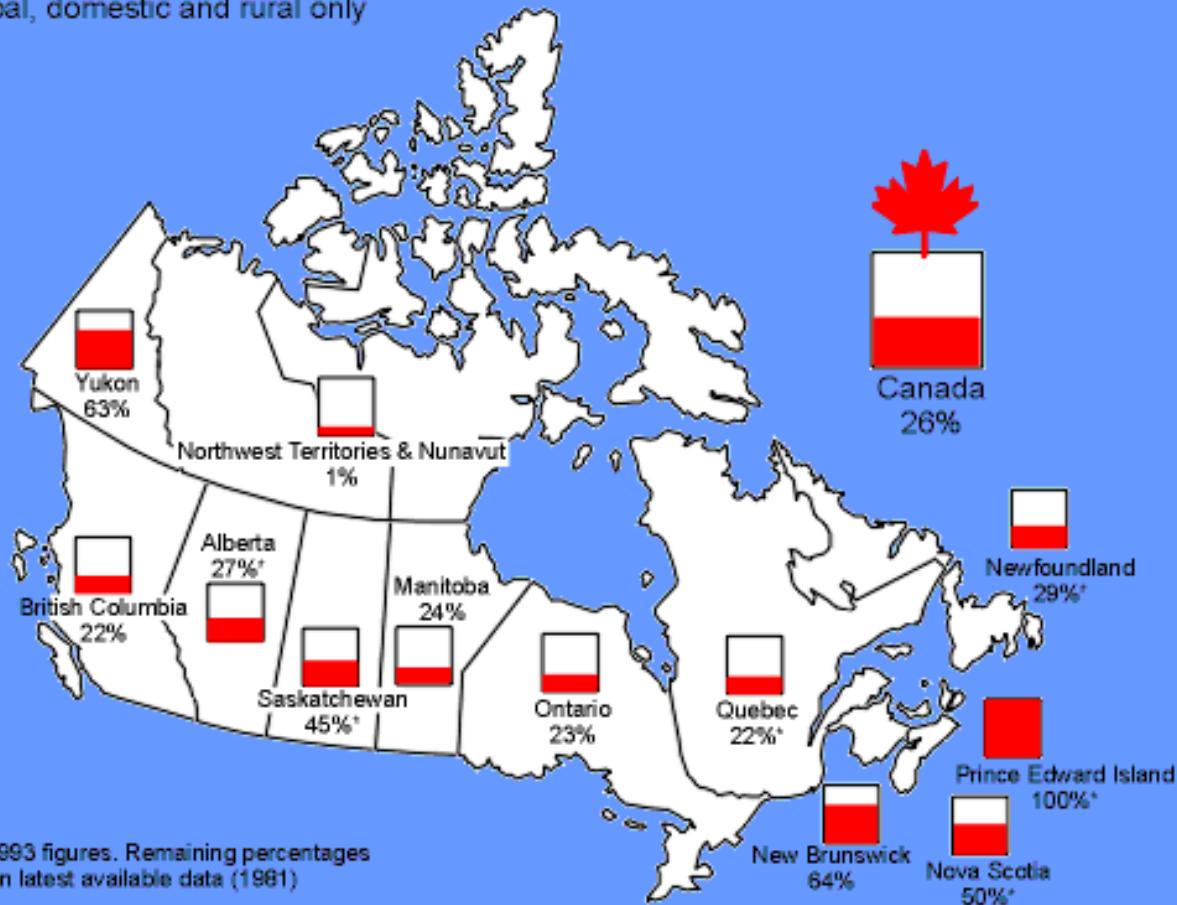 domestic and rural only
Canada
26%
Yukon
63%
Northwest Territories & Nunavut
1%
Newfoundland
29%*
Alberta
27%*
British Columbia
22%
Manitoba
24%
Saskatchewan
45%*
Ontario
23%
Quebec
22%*
Prince Edward Island
100%*
New Brunswick
64%
Nova Scotia
50%*
993 figures. Remaining percentages
latest available data (1981)